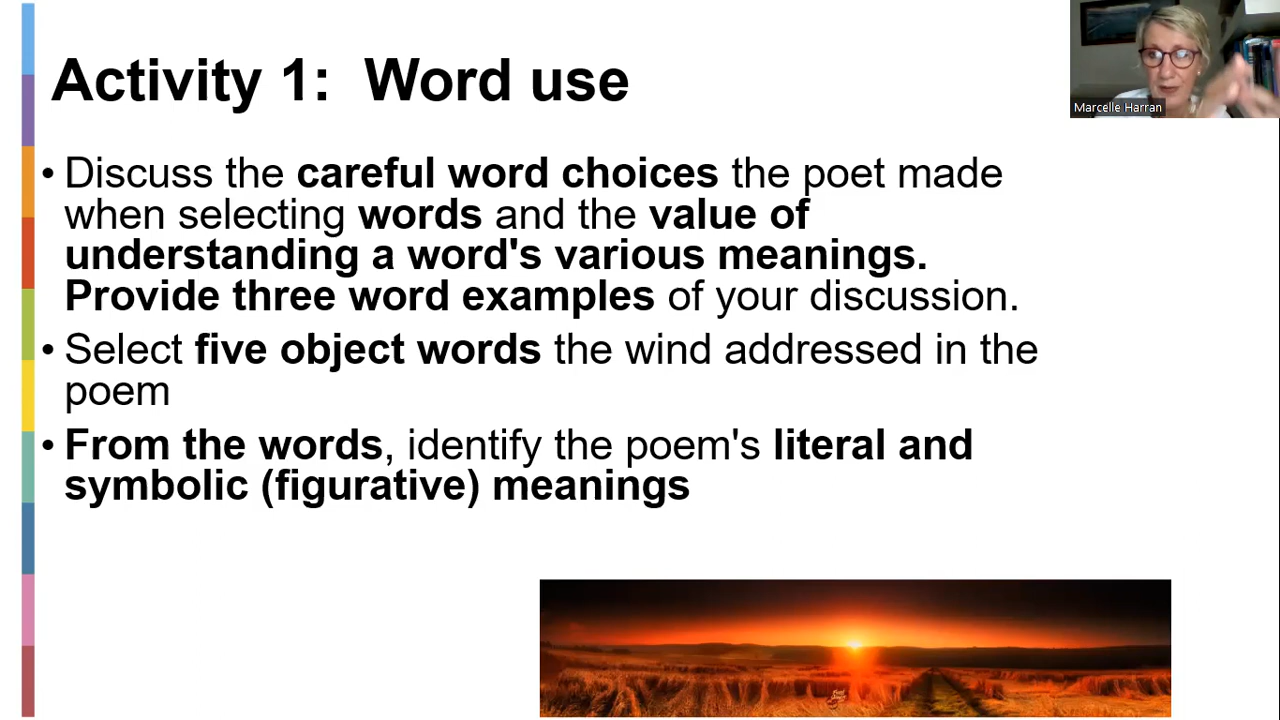 Activity 1:  Word use
Marcelle Harran
• Discuss the careful word choices the poet made
when selecting words and the value of
understanding a word's various meanings.
Provide three word examples of your discussion.
• Select five object words the wind addressed in the
poem
• From the words, identify the poem's literal and
symbolic (figurative) meanings